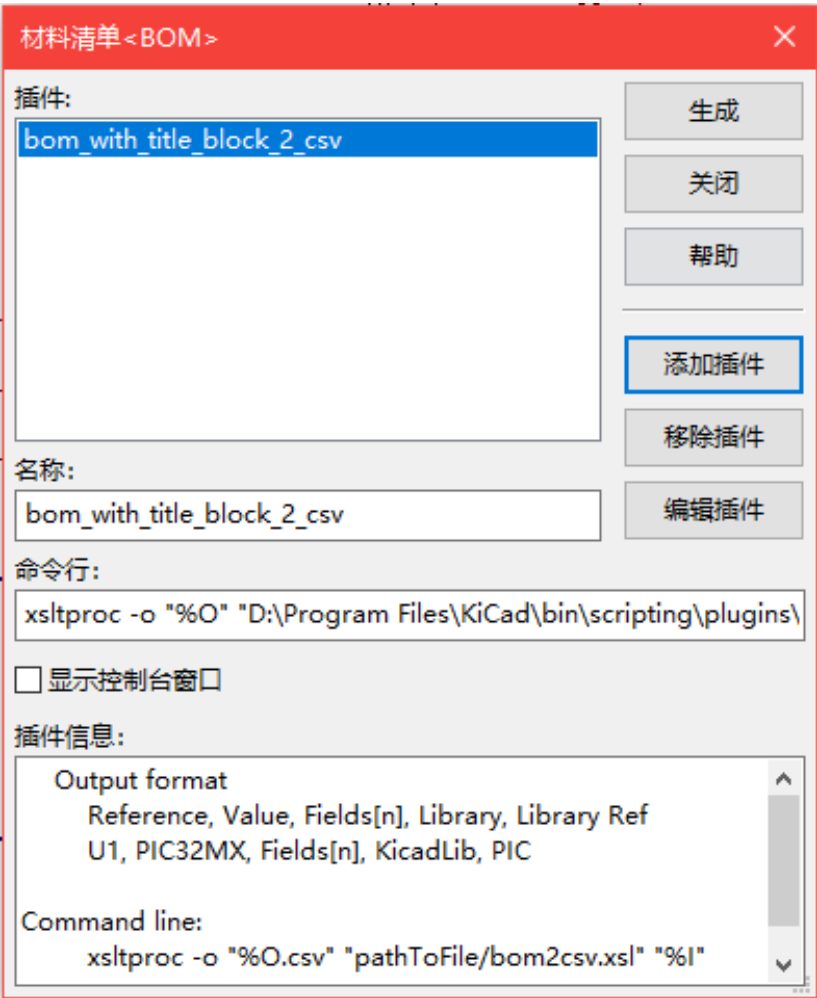 材料清单<BOM>
插件:
bom_with_title_block_2_csv
生成
关闭
帮助
添加插件
移除插件
编辑插件
名称:
bom_with_title_block_2_csv
命令行:
xsltproc -o "%O" "D:\Program Files\KiCad\bin\scripting\plugins\
显示控制台窗口
插件信息:
Output format
Reference, Value, Fields[n], Library, Library Ref
U1, PIC32MX, Fields[n], KicadLib, PIC
Command line:
xsltproc -o "%O.csv" "pathToFile/bom2csv.xsl" "%I"